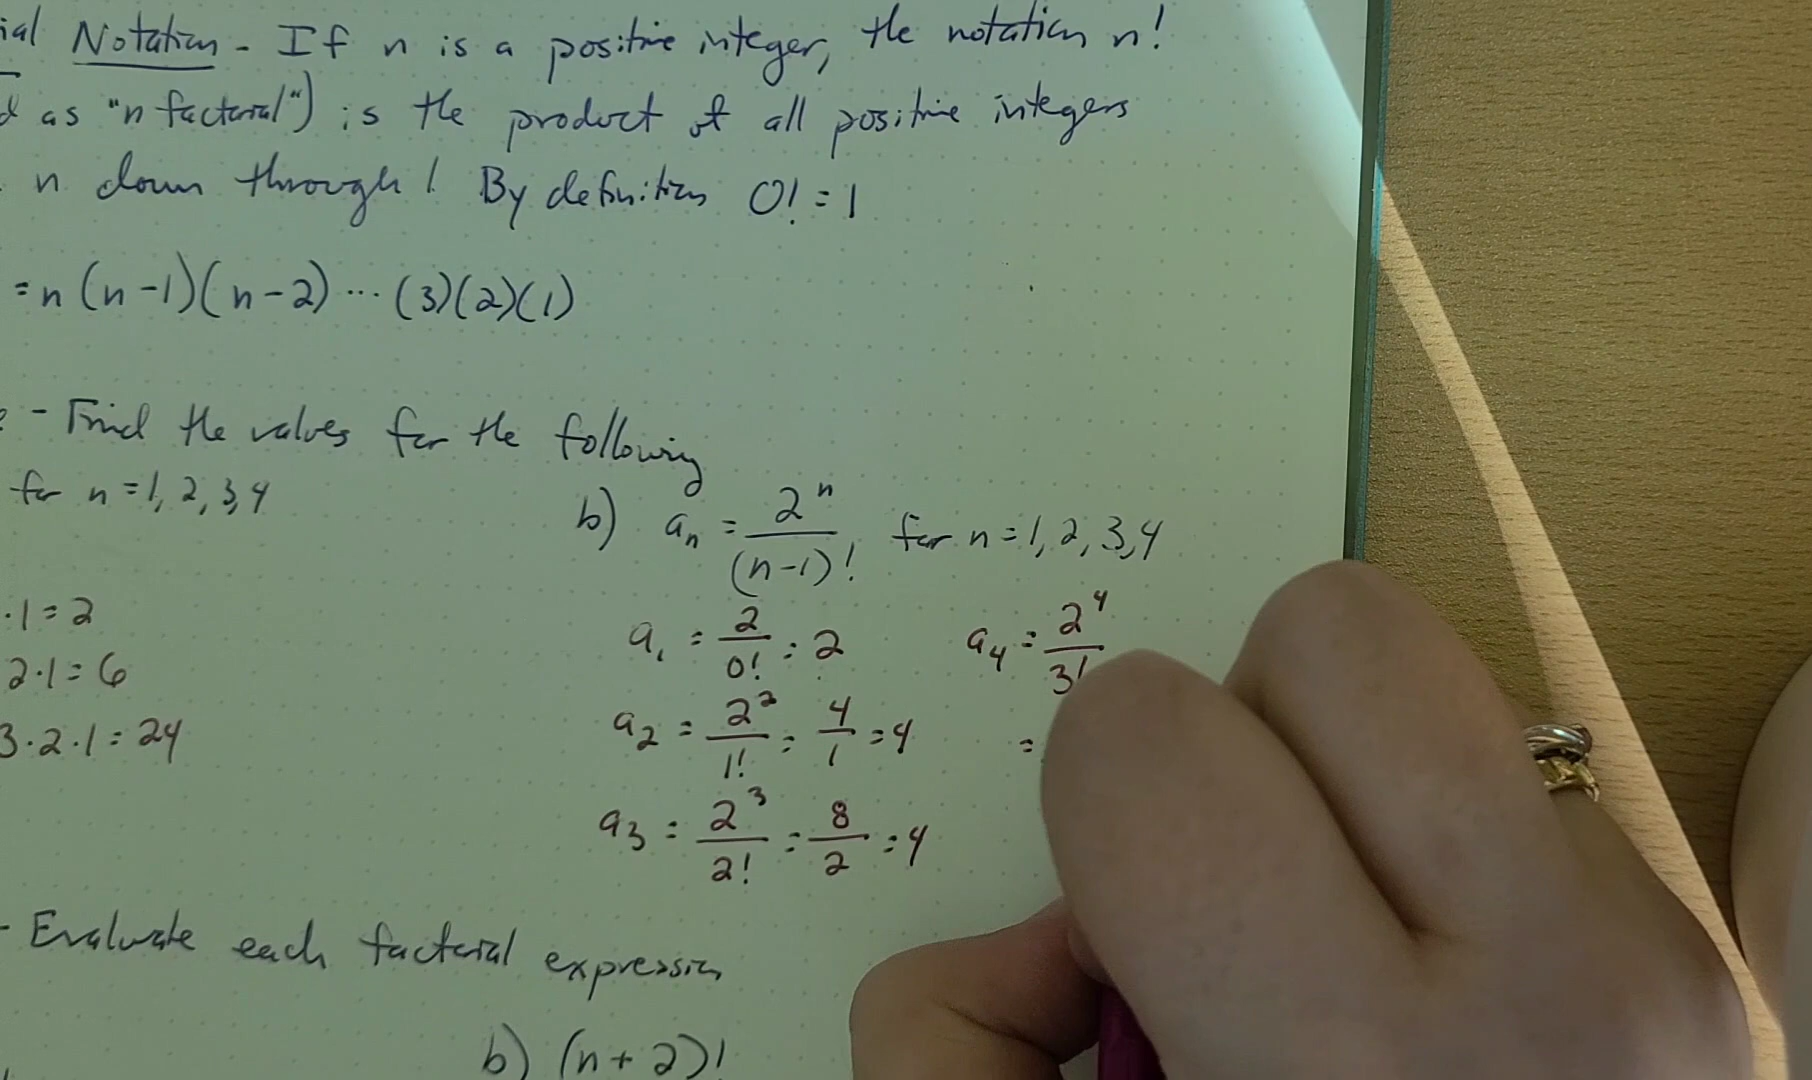 ial Notation - If n is a positive integer, the notation n!
d as "n factorial") is the product of all positive integers
n down through 1. By definition 0! = 1
= n (n-1)(n-2) ... (3)(2)(1)
- Find the values for the following
for n = 1, 2, 3, 4
b) aₙ = 2ⁿ/(n-1)! for n = 1, 2, 3, 4
· 1 = 2
2 · 1 = 6
3 · 2 · 1 = 24
a₁ = 2/0! = 2
a₂ = 2²/1! = 4/1 = 4
a₃ = 2³/2! = 8/2 = 4
a₄ = 2⁴/3!
=
- Evaluate each factorial expression
b) (n+2)!